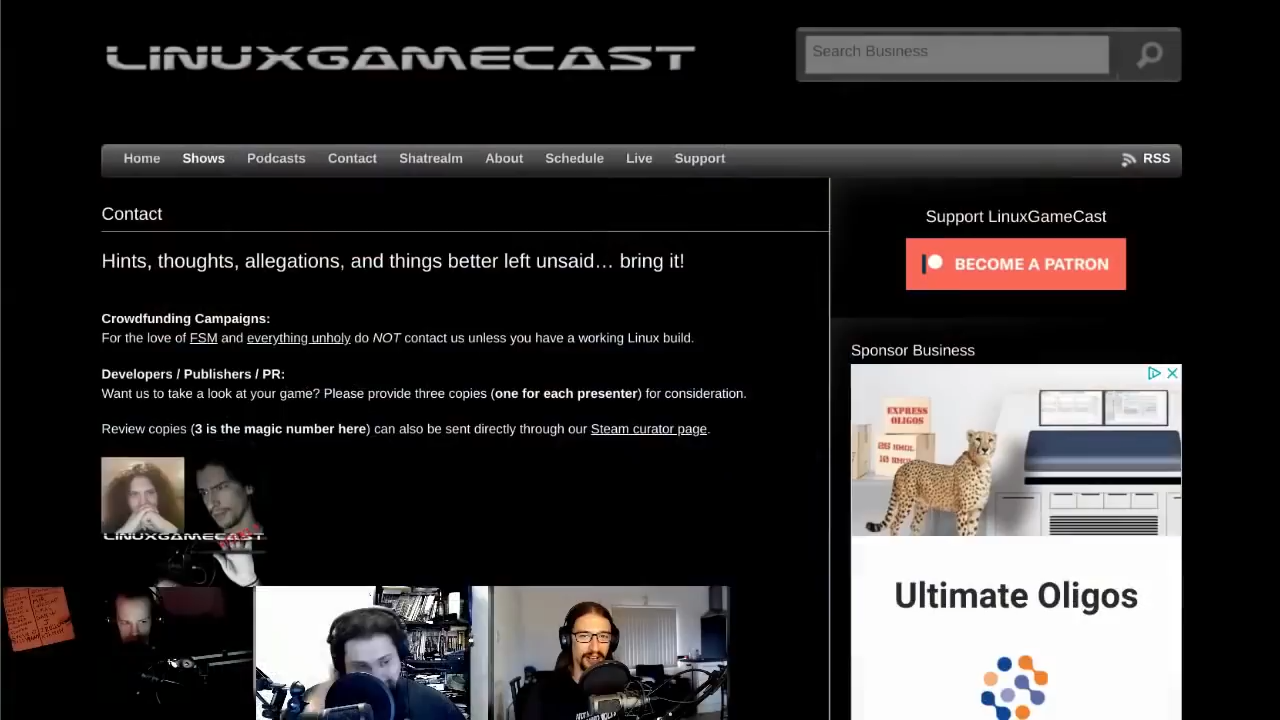 LINUXGAMECAST
Search Business
Home Shows Podcasts Contact Shatrealm About Schedule Live Support RSS
Contact
Hints, thoughts, allegations, and things better left unsaid… bring it!
Crowdfunding Campaigns:
For the love of FSM and everything unholy do NOT contact us unless you have a working Linux build.
Developers / Publishers / PR:
Want us to take a look at your game? Please provide three copies (one for each presenter) for consideration.
Review copies (3 is the magic number here) can also be sent directly through our Steam curator page.
LINUXGAMECAST
Support LinuxGameCast
BECOME A PATRON
Sponsor Business
EXPRESS
OLIGOS
25 NMOL
10 NMOL
Ultimate Oligos